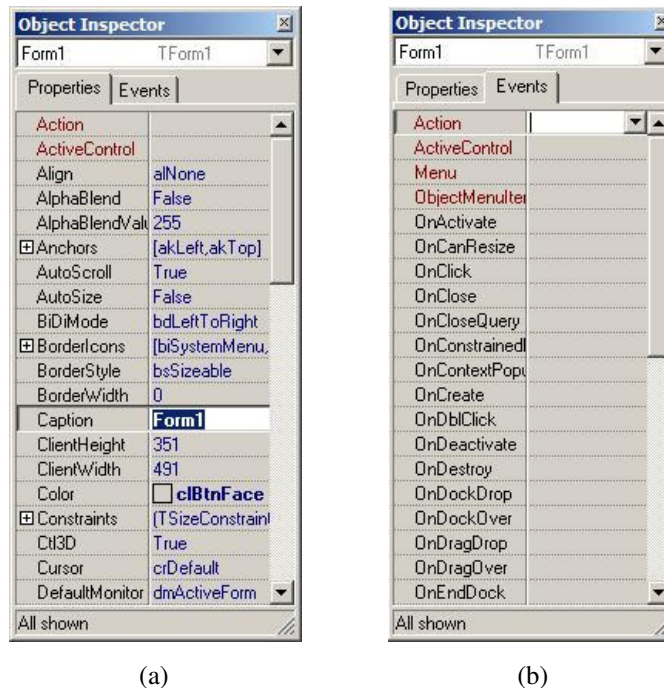 Object Inspector
Form1 TForm1
Properties Events
Action
ActiveControl
Align alNone
AlphaBlend False
AlphaBlendValu 255
Anchors [akLeft,akTop]
AutoScroll True
AutoSize False
BiDiMode bdLeftToRight
BorderIcons [biSystemMenu,
BorderStyle bsSizeable
BorderWidth 0
Caption Form1
ClientHeight 351
ClientWidth 491
Color clBtnFace
Constraints (TSizeConstraint
Ctl3D True
Cursor crDefault
DefaultMonitor dmActiveForm
All shown
(a)
Object Inspector
Form1 TForm1
Properties Events
Action
ActiveControl
Menu
ObjectMenuIter
OnActivate
OnCanResize
OnClick
OnClose
OnCloseQuery
OnConstrainedl
OnContextPopu
OnCreate
OnDblClick
OnDeactivate
OnDestroy
OnDockDrop
OnDockOver
OnDragDrop
OnDragOver
OnEndDock
All shown
(b)